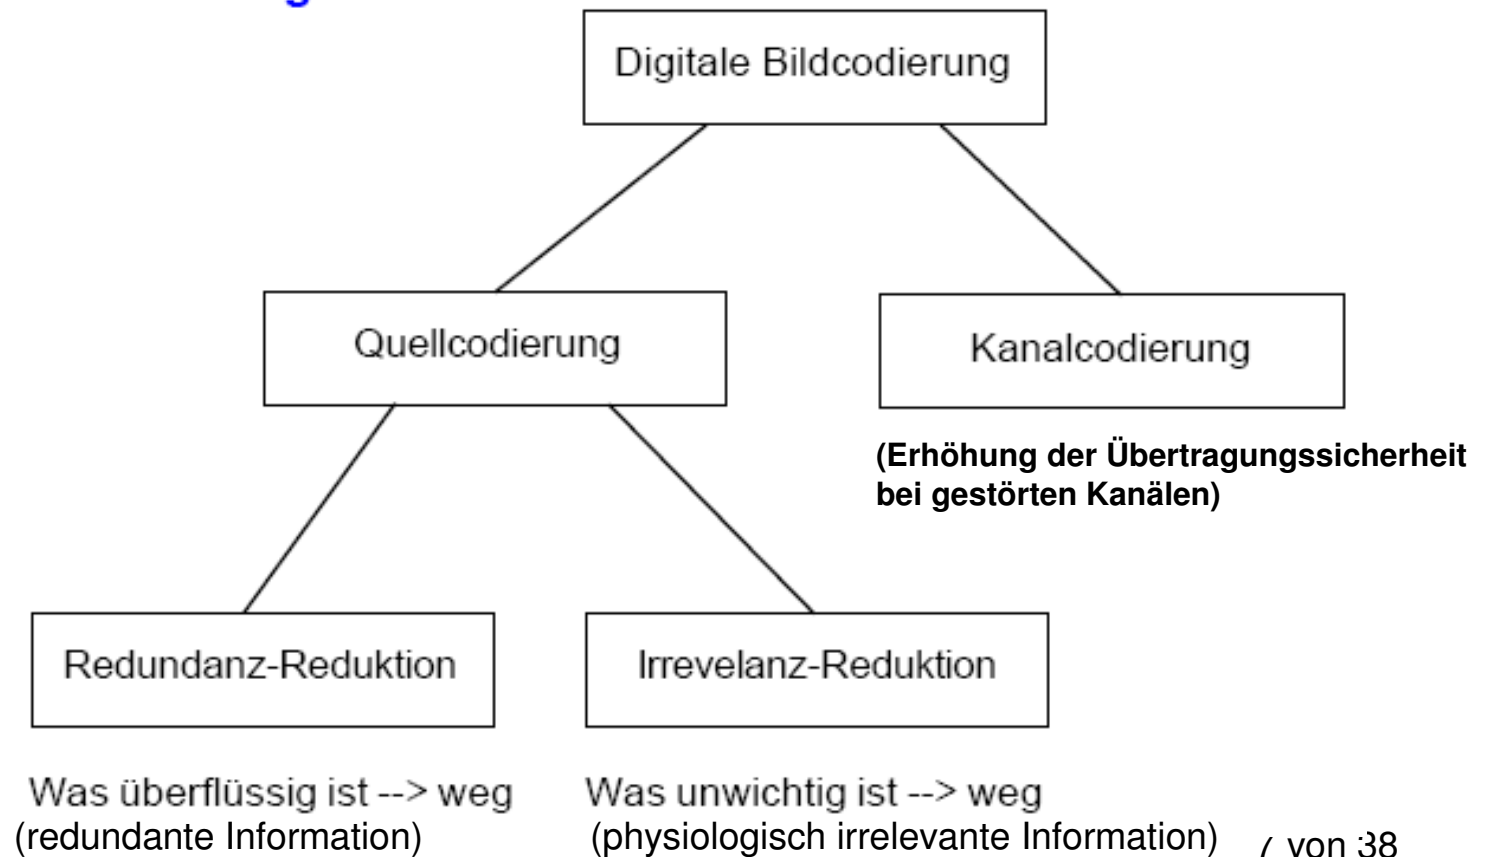 Digitale Bildcodierung
Quellcodierung
Kanalcodierung
(Erhöhung der Übertragungssicherheit
bei gestörten Kanälen)
Redundanz-Reduktion
Irrevelanz-Reduktion
Was überflüssig ist --> weg
(redundante Information)
Was unwichtig ist --> weg
(physiologisch irrelevante Information)
7 von 38